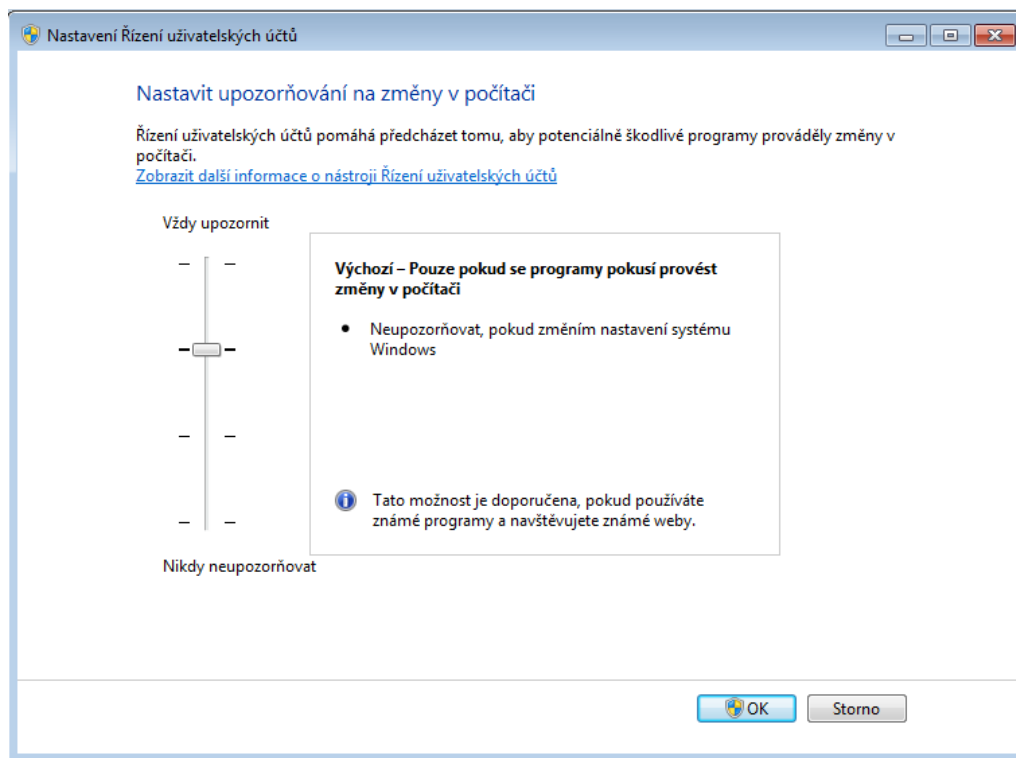 Nastavení Řízení uživatelských účtů
Nastavit upozorňování na změny v počítači
Řízení uživatelských účtů pomáhá předcházet tomu, aby potenciálně škodlivé programy prováděly změny v
počítači.
Zobrazit další informace o nástroji Řízení uživatelských účtů
Vždy upozornit
Výchozí – Pouze pokud se programy pokusí provést
změny v počítači
• Neupozorňovat, pokud změním nastavení systému
Windows
Tato možnost je doporučena, pokud používáte
známé programy a navštěvujete známé weby.
Nikdy neupozorňovat
OK
Storno